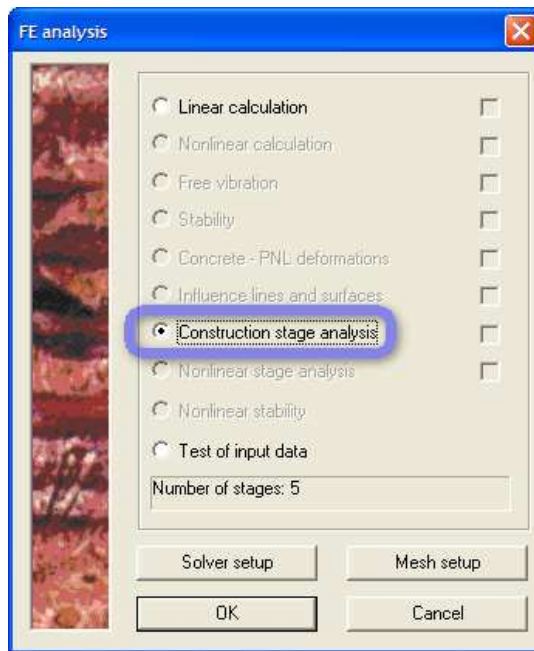 FE analysis
Linear calculation
Nonlinear calculation
Free vibration
Stability
Concrete - PNL deformations
Influence lines and surfaces
Construction stage analysis
Nonlinear stage analysis
Nonlinear stability
Test of input data
Number of stages: 5
Solver setup
Mesh setup
OK
Cancel